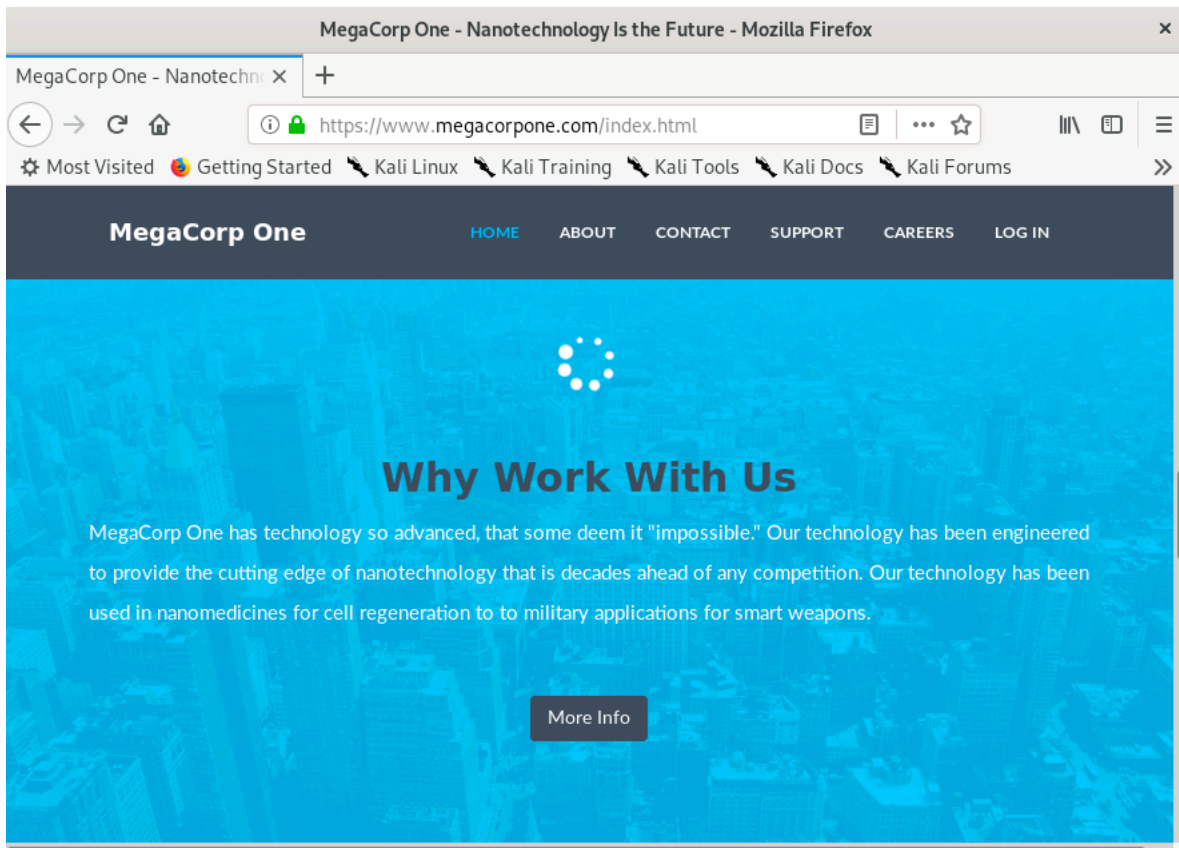 MegaCorp One - Nanotechnology Is the Future - Mozilla Firefox
MegaCorp One - Nanotechn
https://www.megacorpone.com/index.html
Most Visited Getting Started Kali Linux Kali Training Kali Tools Kali Docs Kali Forums
MegaCorp One HOME ABOUT CONTACT SUPPORT CAREERS LOG IN
Why Work With Us
MegaCorp One has technology so advanced, that some deem it "impossible." Our technology has been engineered
to provide the cutting edge of nanotechnology that is decades ahead of any competition. Our technology has been
used in nanomedicines for cell regeneration to to military applications for smart weapons.
More Info